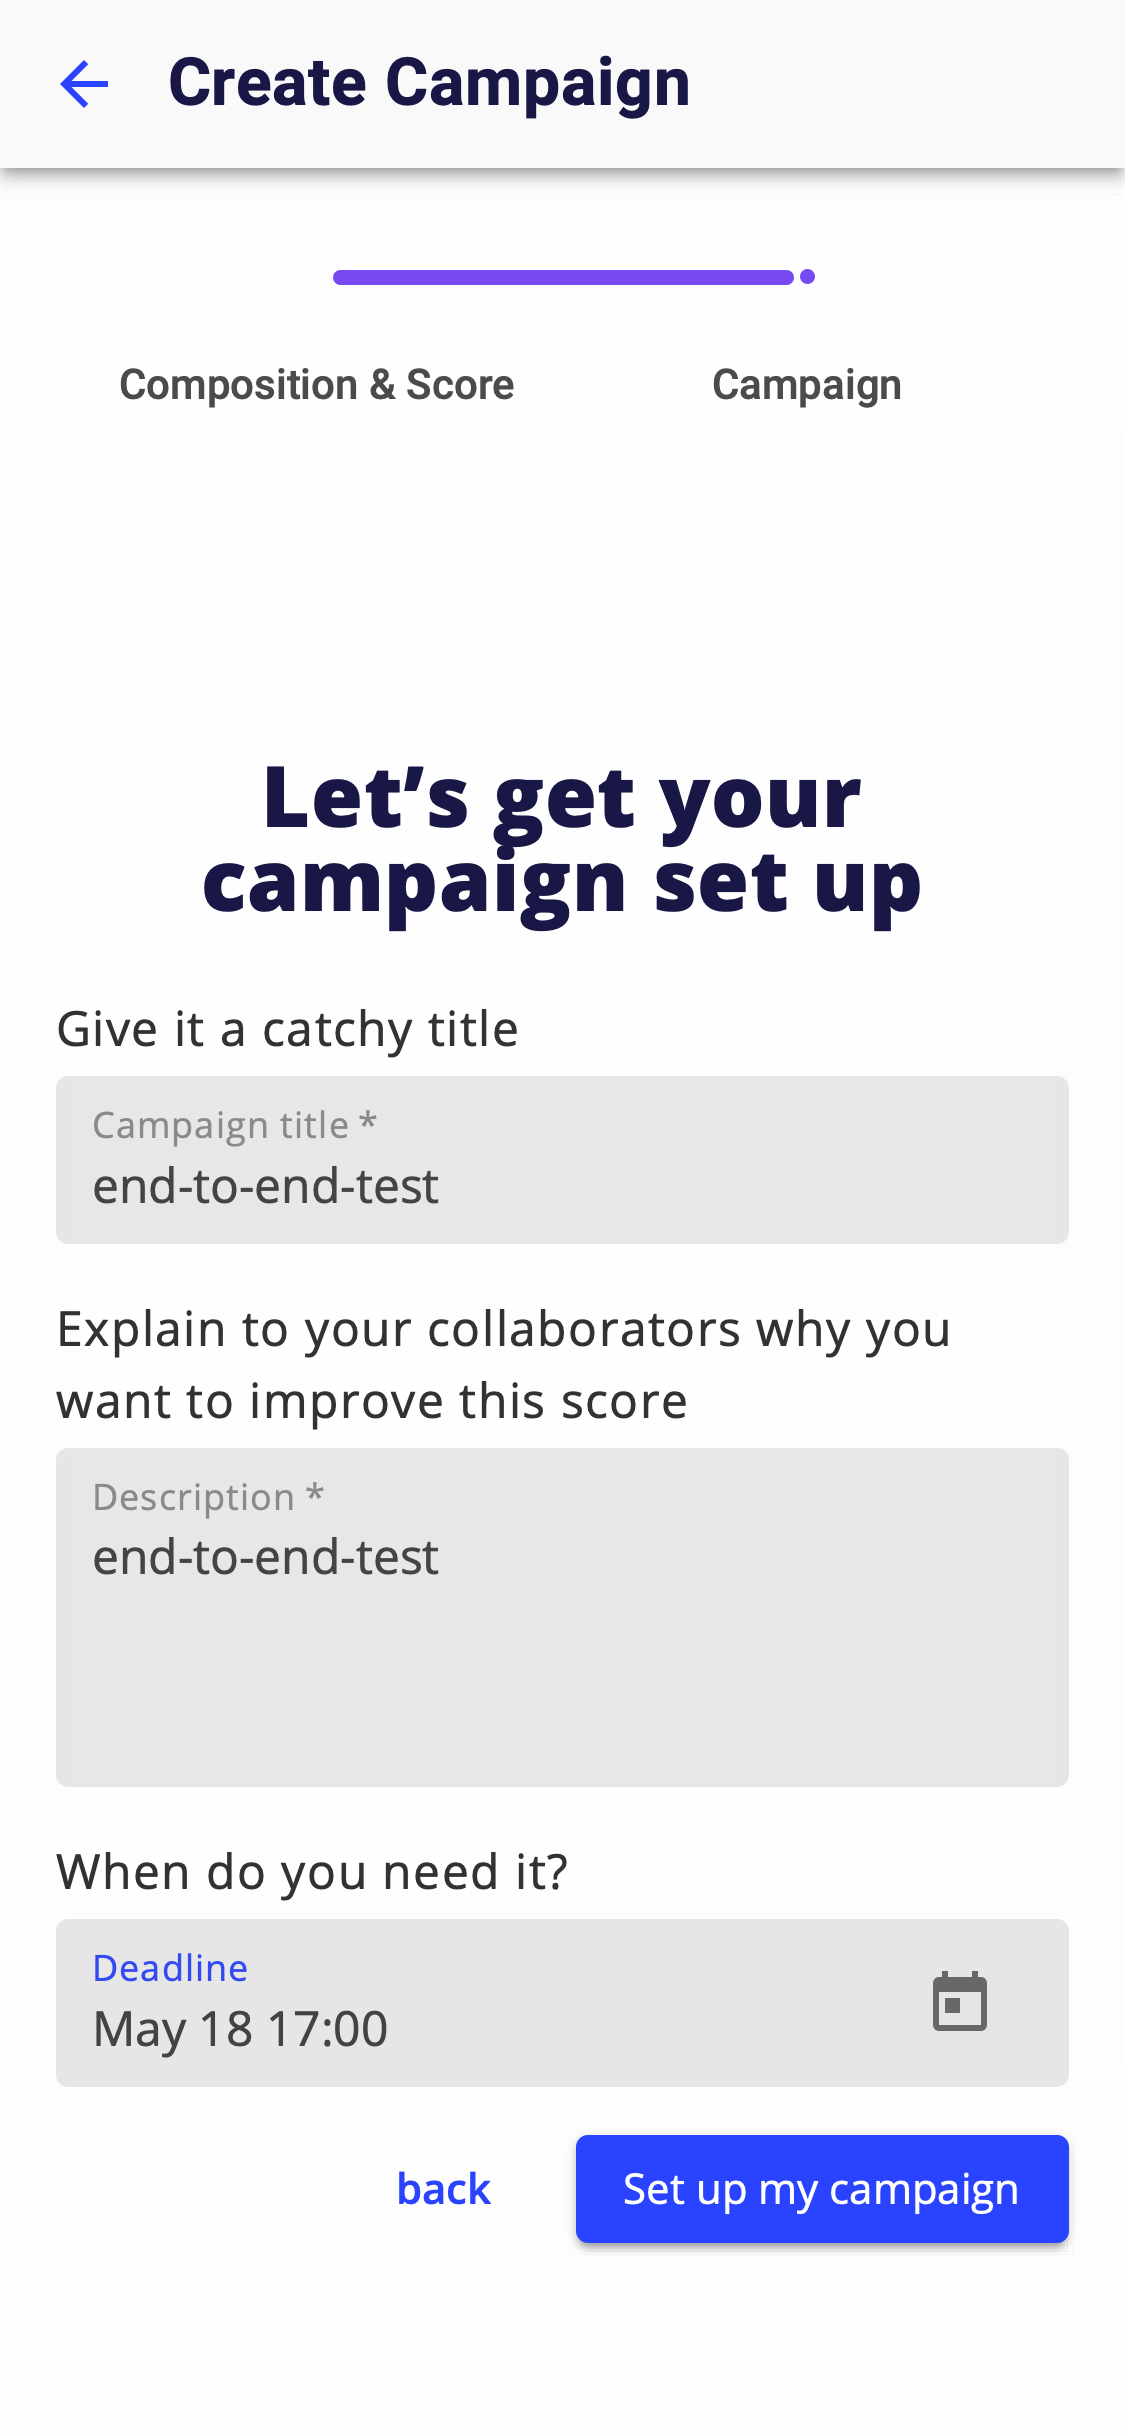 Create Campaign
Composition & Score
Campaign
Let’s get your
campaign set up
Give it a catchy title
Campaign title *
end-to-end-test
Explain to your collaborators why you
want to improve this score
Description *
end-to-end-test
When do you need it?
Deadline
May 18 17:00
back
Set up my campaign